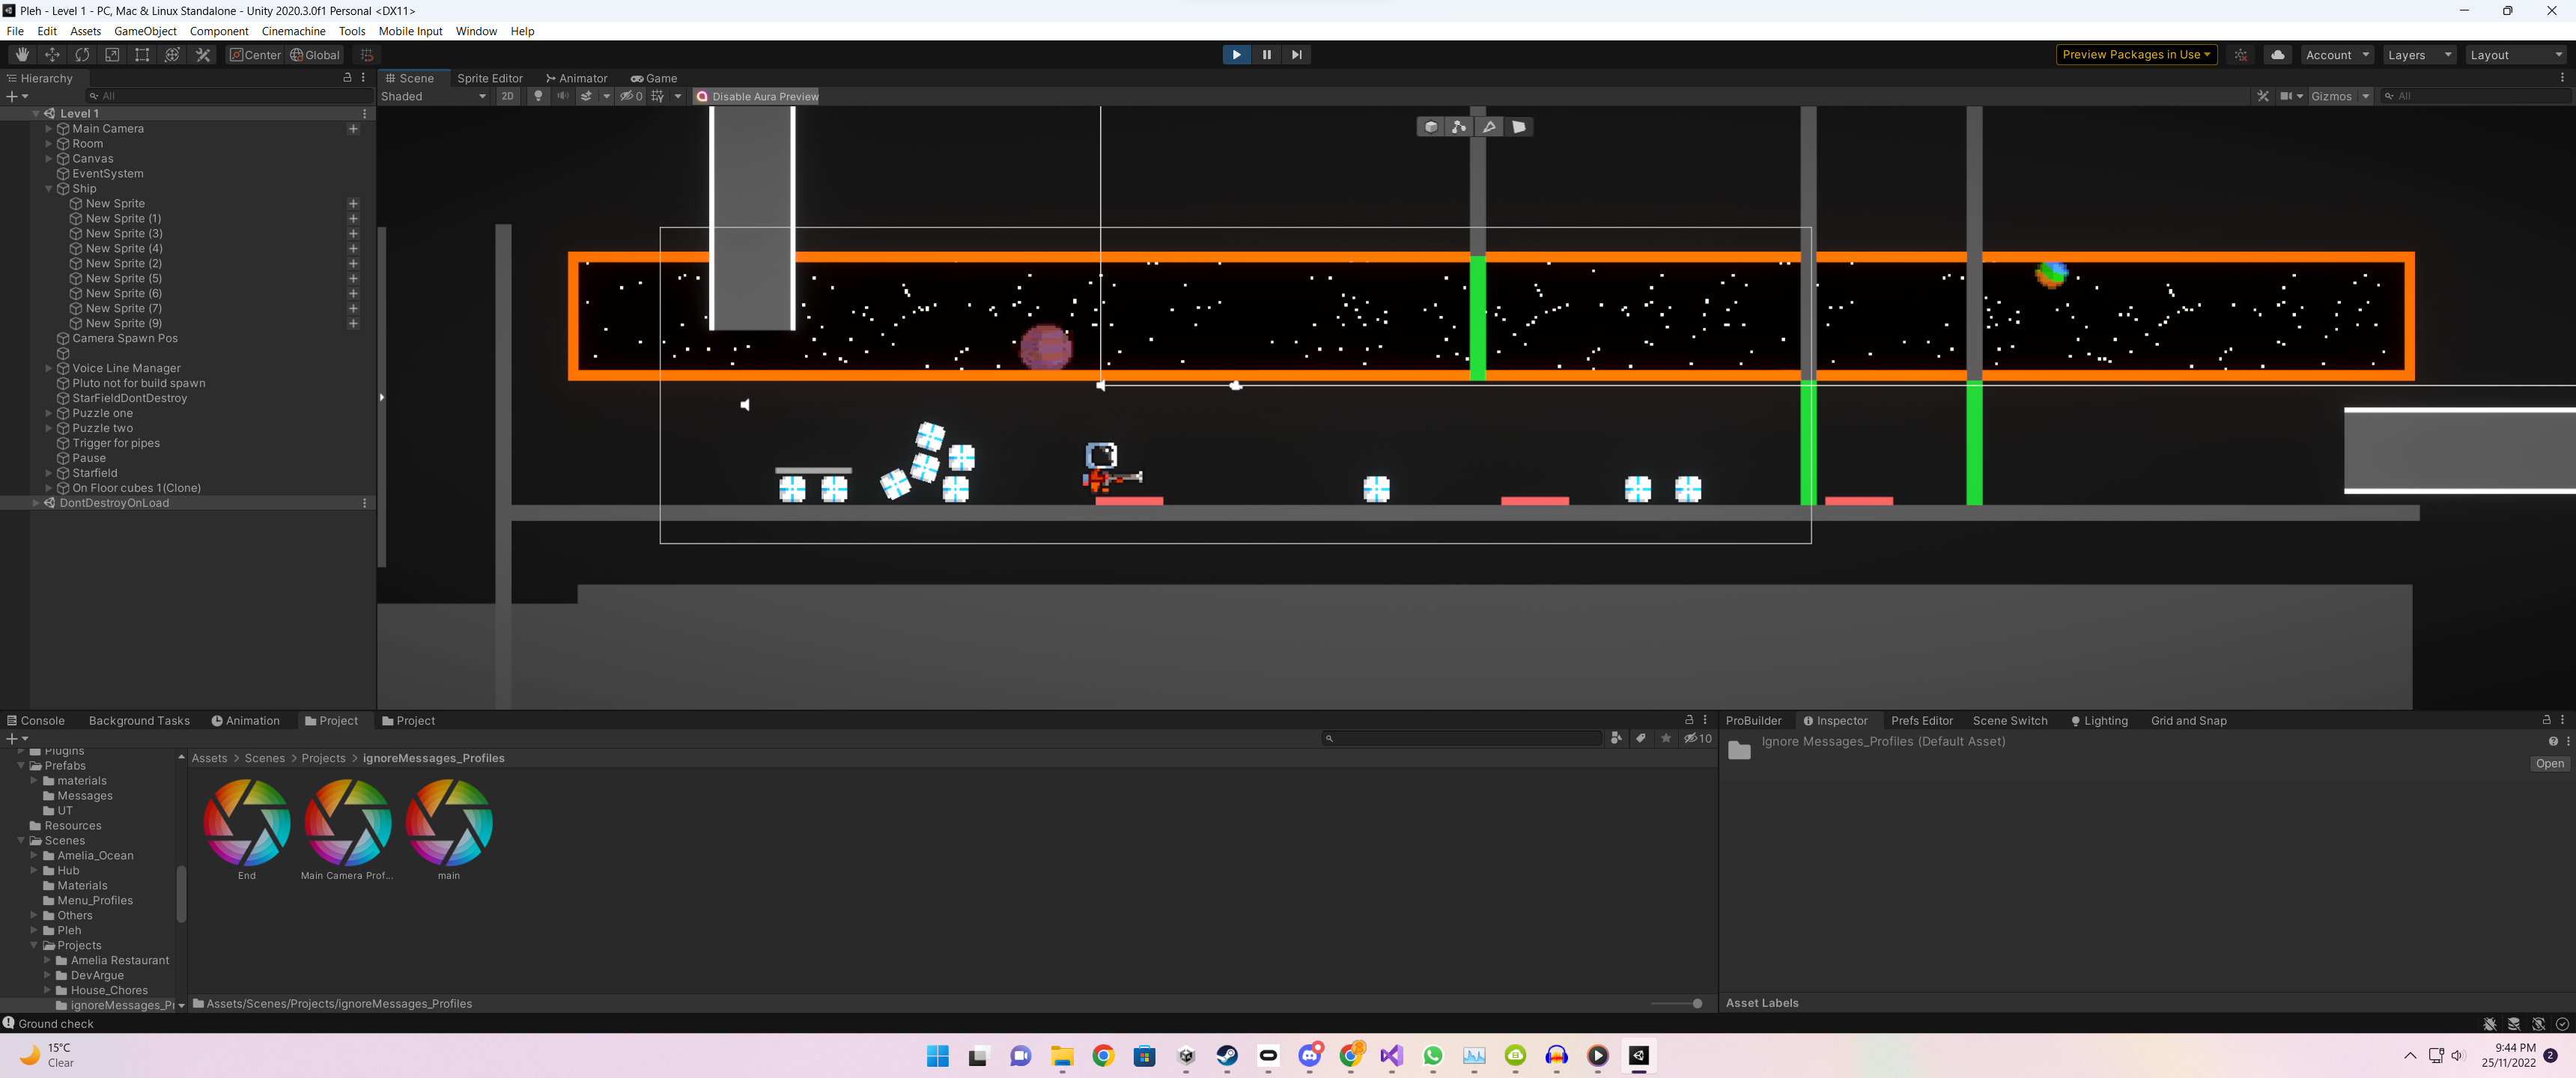 Pleh - Level 1 - PC, Mac & Linux Standalone - Unity 2020.3.0f1 Personal <DX11>
File Edit Assets GameObject Component Cinemachine Tools Mobile Input Window Help
Center Global Preview Packages in Use Account Layers Layout
Hierarchy Scene Sprite Editor Animator Game
All Shaded 2D 0 Disable Aura Preview Gizmos All
Level 1
Main Camera
Room
Canvas
EventSystem
Ship
New Sprite
New Sprite (1)
New Sprite (3)
New Sprite (4)
New Sprite (2)
New Sprite (5)
New Sprite (6)
New Sprite (7)
New Sprite (9)
Camera Spawn Pos
Voice Line Manager
Pluto not for build spawn
StarFieldDontDestroy
Puzzle one
Puzzle two
Trigger for pipes
Pause
Starfield
On Floor cubes 1(Clone)
DontDestroyOnLoad
Console Background Tasks Animation Project Project
10
Plugins
Prefabs
materials
Messages
UT
Resources
Scenes
Amelia_Ocean
Hub
Materials
Menu_Profiles
Others
Pleh
Projects
Amelia Restaurant
DevArgue
House_Chores
ignoreMessages_Pr
Assets > Scenes > Projects > ignoreMessages_Profiles
End Main Camera Prof... main
Assets/Scenes/Projects/ignoreMessages_Profiles
ProBuilder Inspector Prefs Editor Scene Switch Lighting Grid and Snap
Ignore Messages_Profiles (Default Asset)
Open
Asset Labels
Ground check
15°C
Clear
9:44 PM
25/11/2022
2